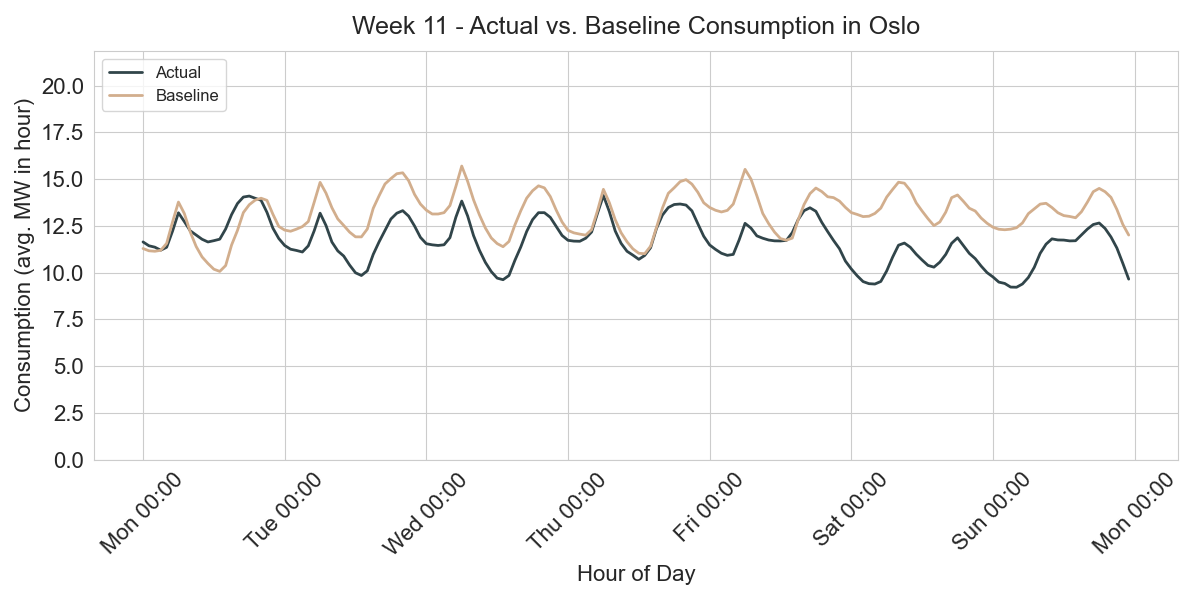 Week 11 - Actual vs. Baseline Consumption in Oslo
Actual
Baseline
Consumption (avg. MW in hour)
20.0
17.5
15.0
12.5
10.0
7.5
5.0
2.5
0.0
Mon 00:00
Tue 00:00
Wed 00:00
Thu 00:00
Fri 00:00
Sat 00:00
Sun 00:00
Mon 00:00
Hour of Day